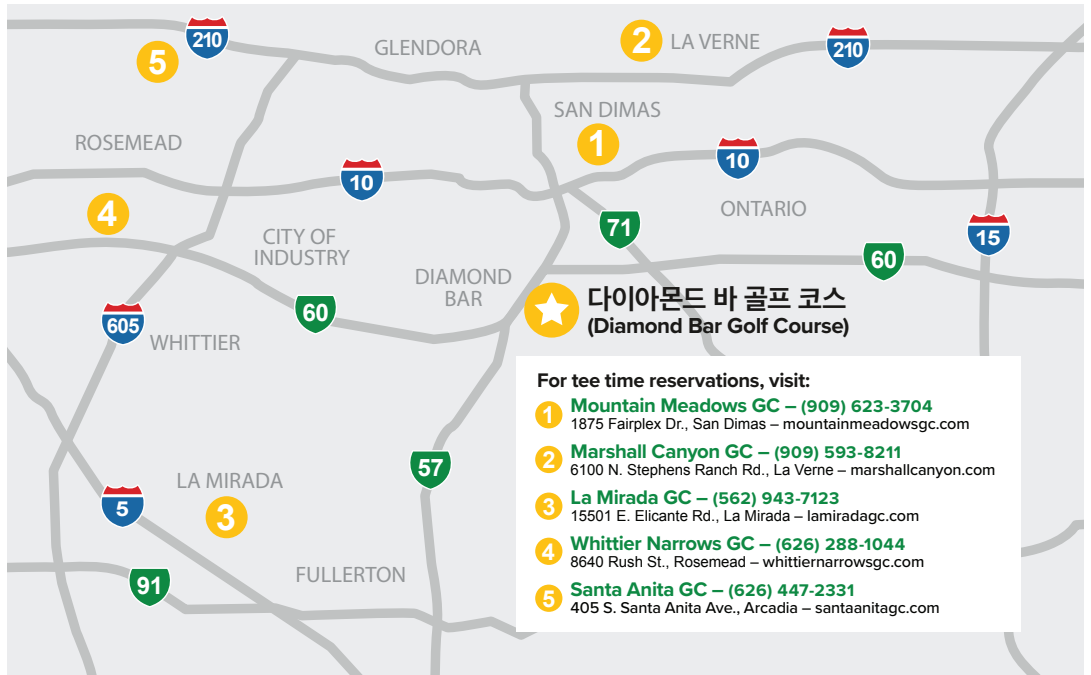 210
5
GLENDORA
2
LA VERNE
210
ROSEMEAD
SAN DIMAS
1
10
10
4
ONTARIO
71
15
CITY OF
INDUSTRY
60
DIAMOND
BAR
60
605
WHITTIER
다이아몬드 바 골프 코스
(Diamond Bar Golf Course)
57
LA MIRADA
5
3
91
FULLERTON
For tee time reservations, visit:
1 Mountain Meadows GC – (909) 623-3704
1875 Fairplex Dr., San Dimas – mountainmeadowsgc.com
2 Marshall Canyon GC – (909) 593-8211
6100 N. Stephens Ranch Rd., La Verne – marshallcanyon.com
3 La Mirada GC – (562) 943-7123
15501 E. Elicante Rd., La Mirada – lamiradagc.com
4 Whittier Narrows GC – (626) 288-1044
8640 Rush St., Rosemead – whittiernarrowsgc.com
5 Santa Anita GC – (626) 447-2331
405 S. Santa Anita Ave., Arcadia – santaanitagc.com